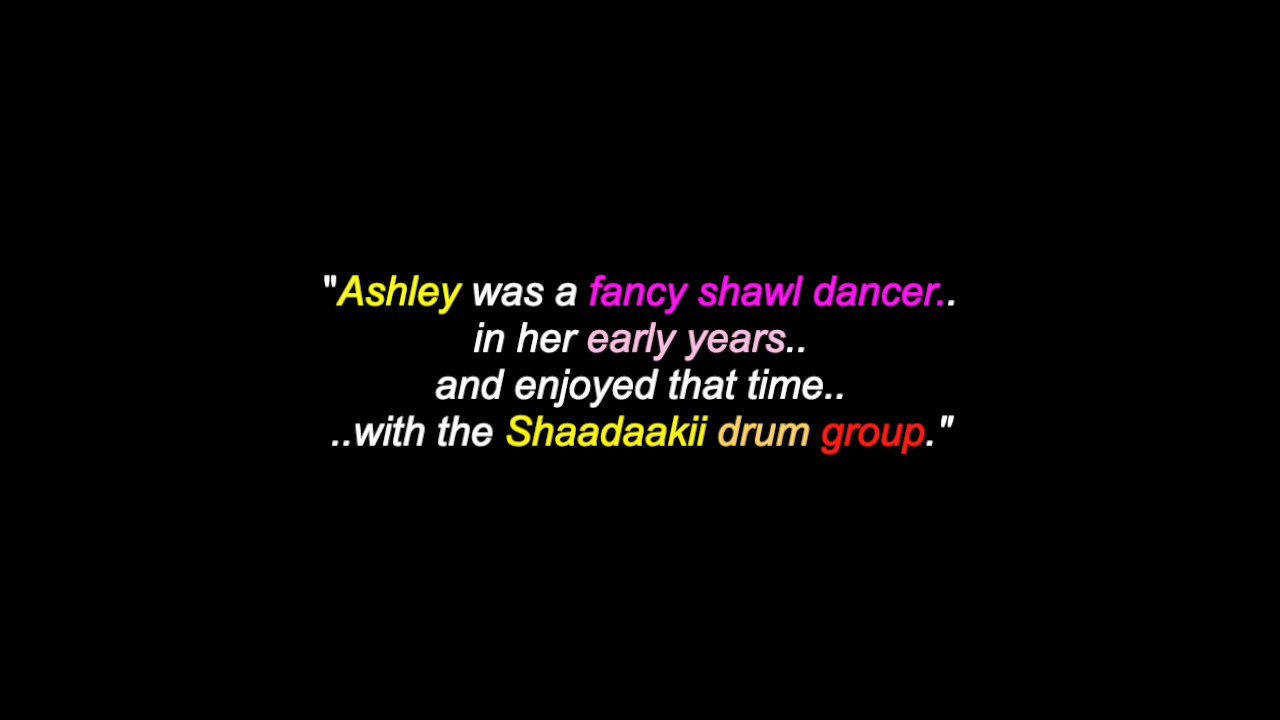 "Ashley was a fancy shawl dancer..
in her early years..
and enjoyed that time..
..with the Shaadaakii drum group."